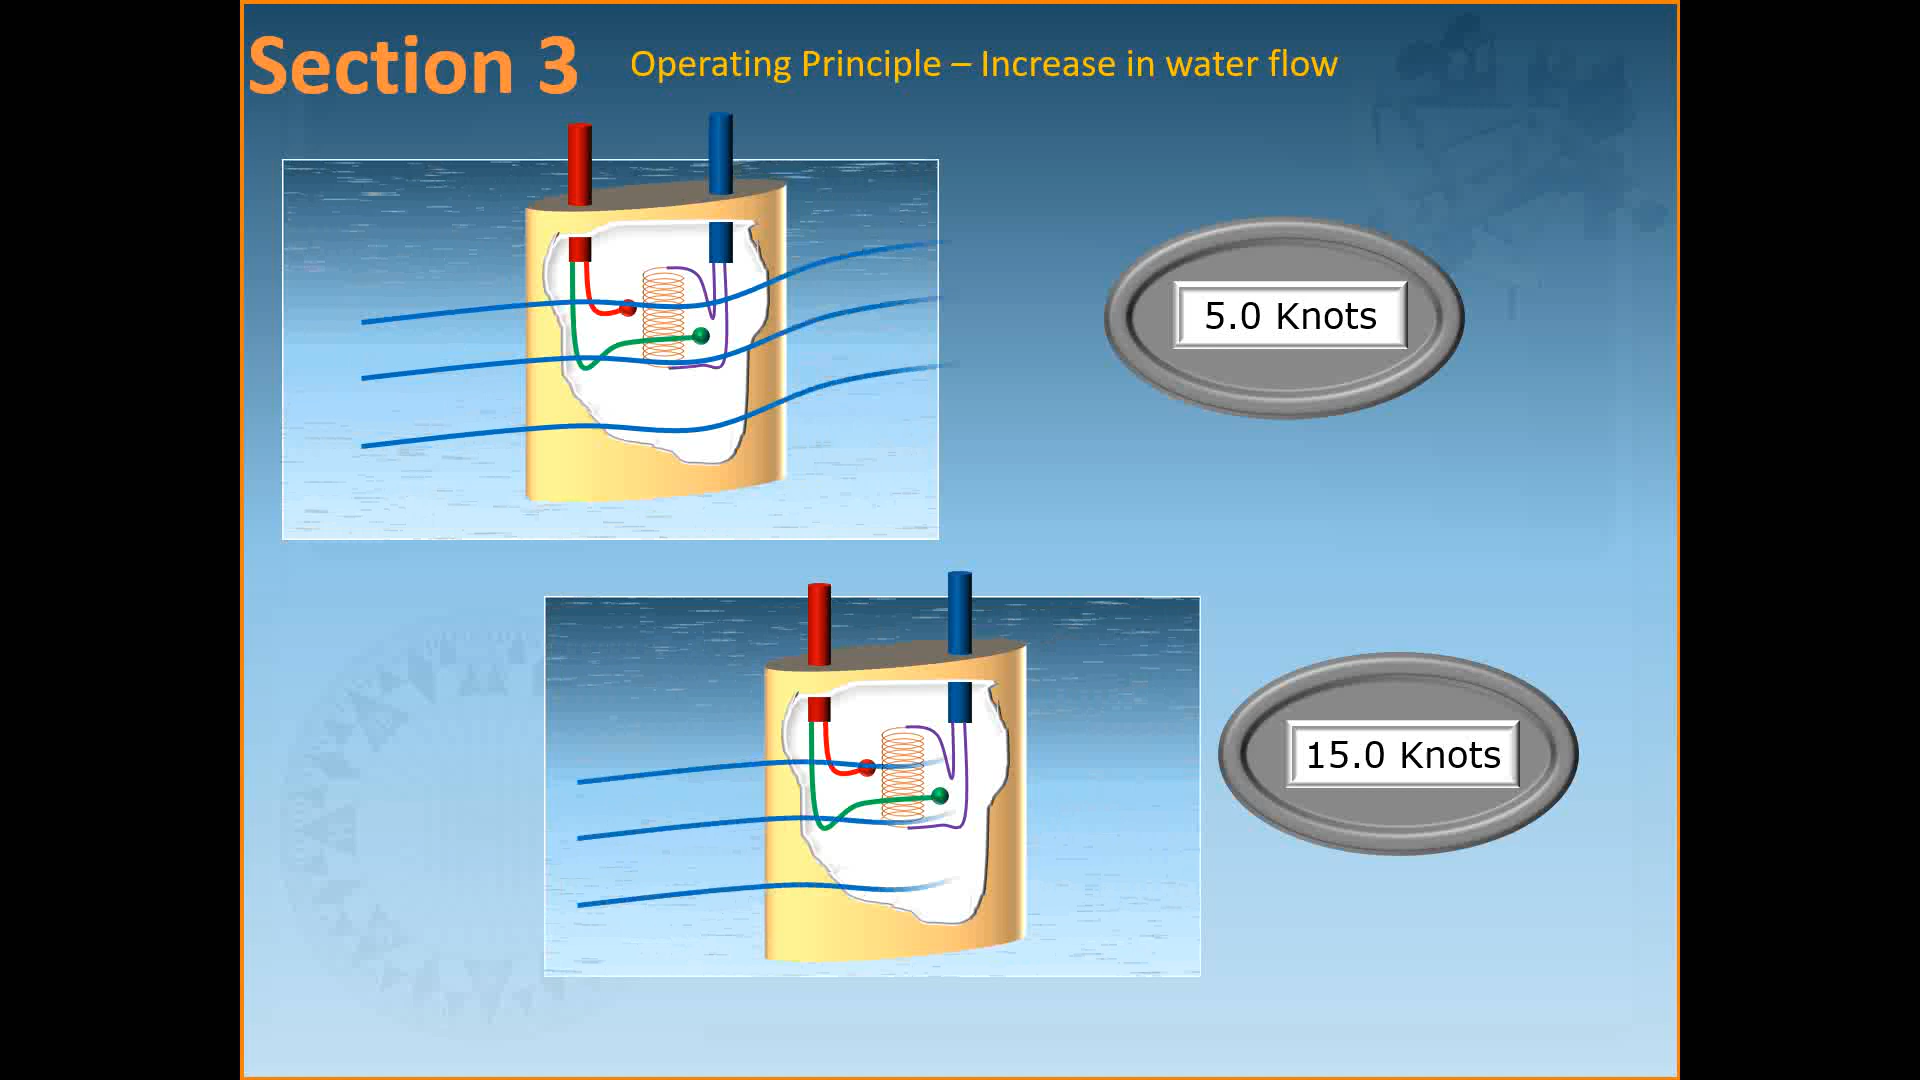 Section 3
Operating Principle – Increase in water flow
5.0 Knots
15.0 Knots